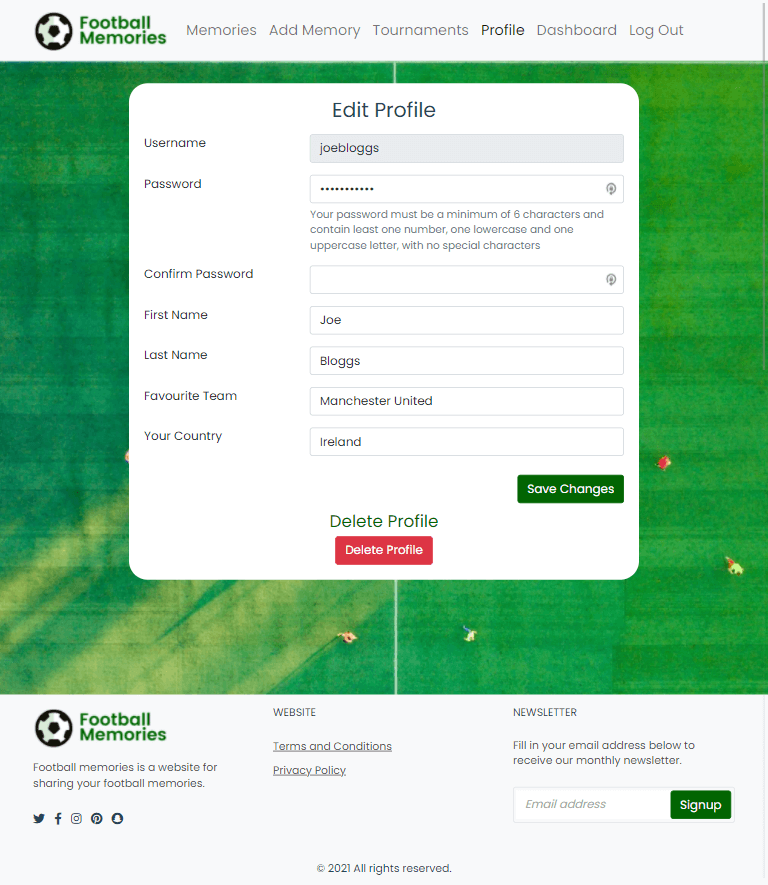 Football
Memories
Memories Add Memory Tournaments Profile Dashboard Log Out
Edit Profile
Username
joebloggs
Password
•••••••••••
Your password must be a minimum of 6 characters and
contain least one number, one lowercase and one
uppercase letter, with no special characters
Confirm Password
First Name
Joe
Last Name
Bloggs
Favourite Team
Manchester United
Your Country
Ireland
Save Changes
Delete Profile
Delete Profile
Football
Memories
Football memories is a website for
sharing your football memories.
WEBSITE
Terms and Conditions
Privacy Policy
NEWSLETTER
Fill in your email address below to
receive our monthly newsletter.
Email address
Signup
© 2021 All rights reserved.